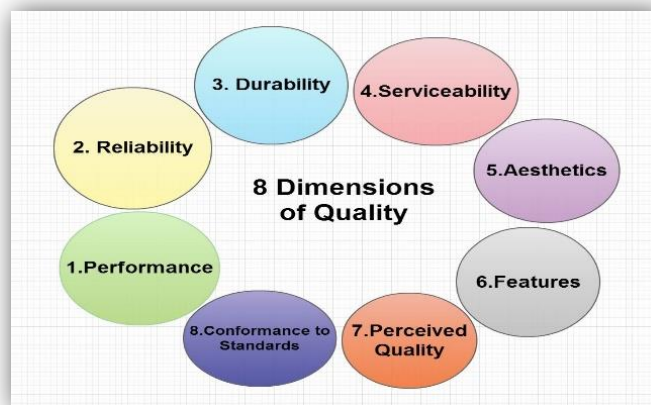 8 Dimensions
of Quality
1.Performance
2. Reliability
3. Durability
4.Serviceability
5.Aesthetics
6.Features
7.Perceived
Quality
8.Conformance to
Standards